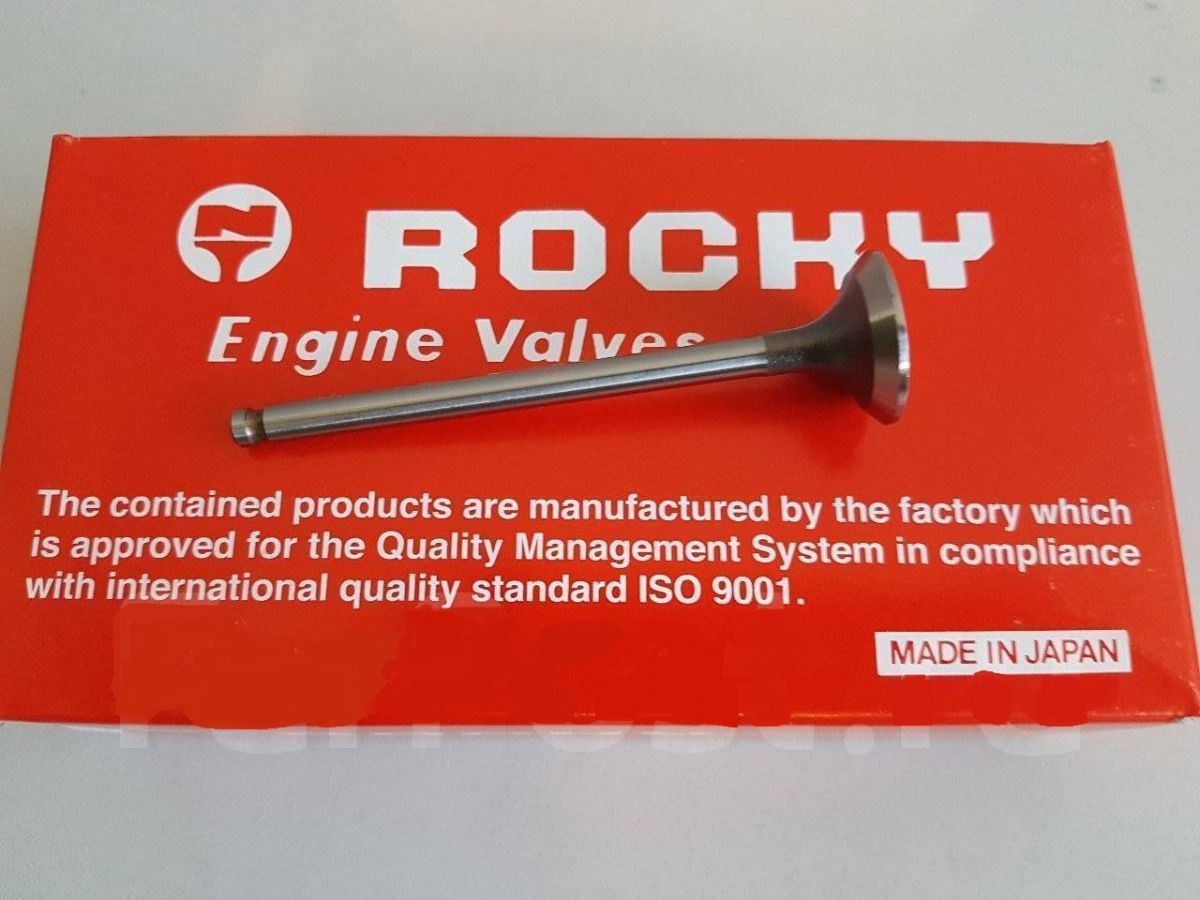 ROCKY
Engine Valves
The contained products are manufactured by the factory which
is approved for the Quality Management System in compliance
with international quality standard ISO 9001.
MADE IN JAPAN